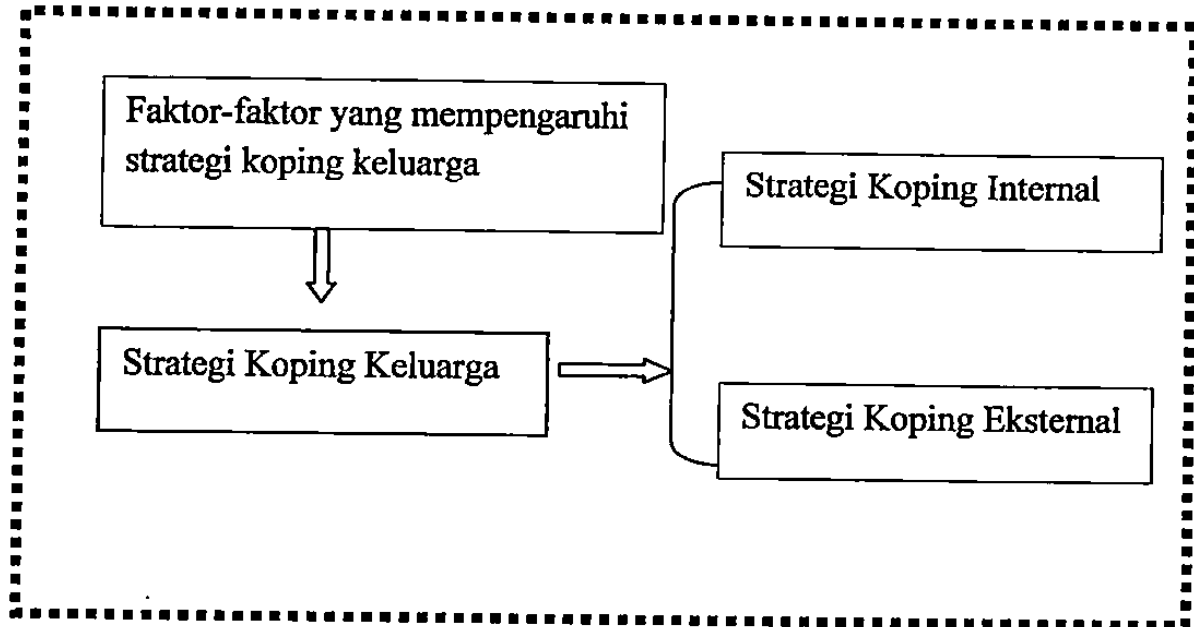 Faktor-faktor yang mempengaruhi
strategi koping keluarga
Strategi Koping Internal
Strategi Koping Keluarga
Strategi Koping Eksternal